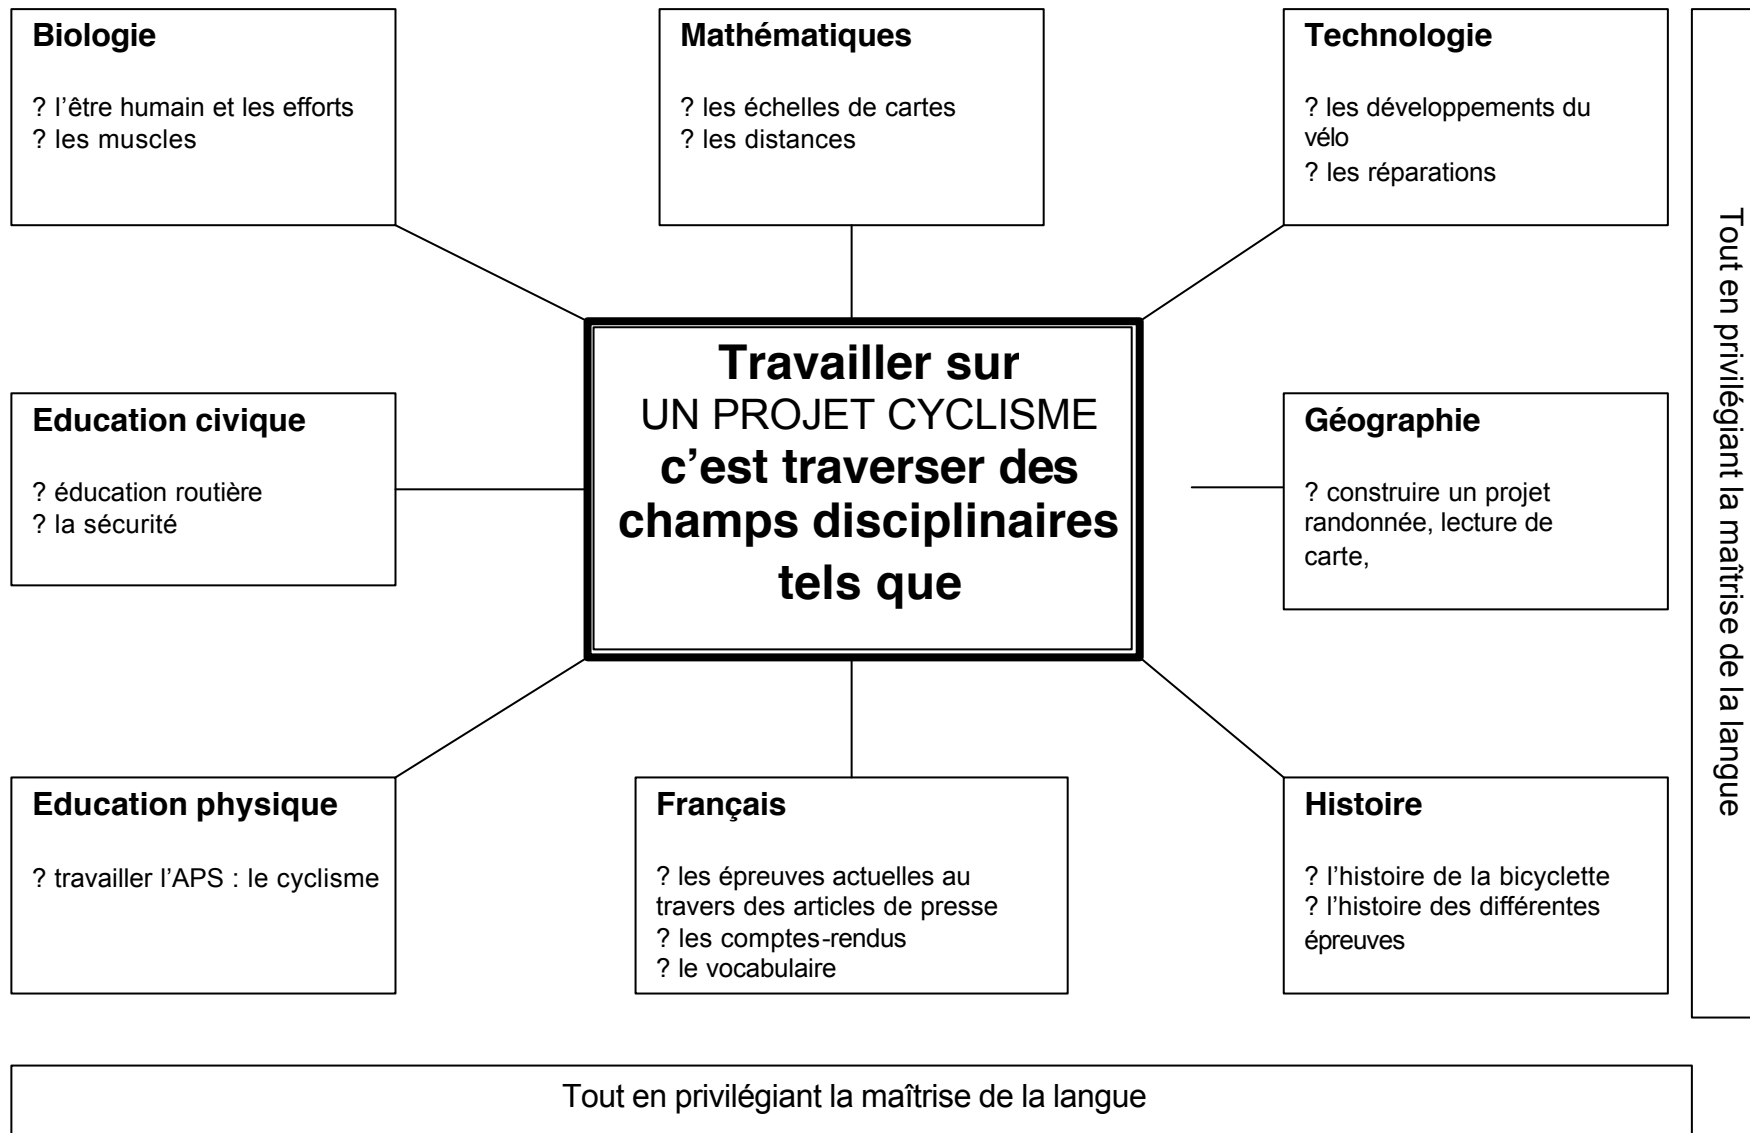 Biologie
? l’être humain et les efforts
? les muscles
Mathématiques
? les échelles de cartes
? les distances
Technologie
? les développements du
vélo
? les réparations
Tout en privilégiant la maîtrise de la langue
Travailler sur
UN PROJET CYCLISME
c’est traverser des
champs disciplinaires
tels que
Education civique
? éducation routière
? la sécurité
Géographie
? construire un projet
randonnée, lecture de
carte,
Education physique
? travailler l’APS : le cyclisme
Français
? les épreuves actuelles au
travers des articles de presse
? les comptes-rendus
? le vocabulaire
Histoire
? l’histoire de la bicyclette
? l’histoire des différentes
épreuves
Tout en privilégiant la maîtrise de la langue